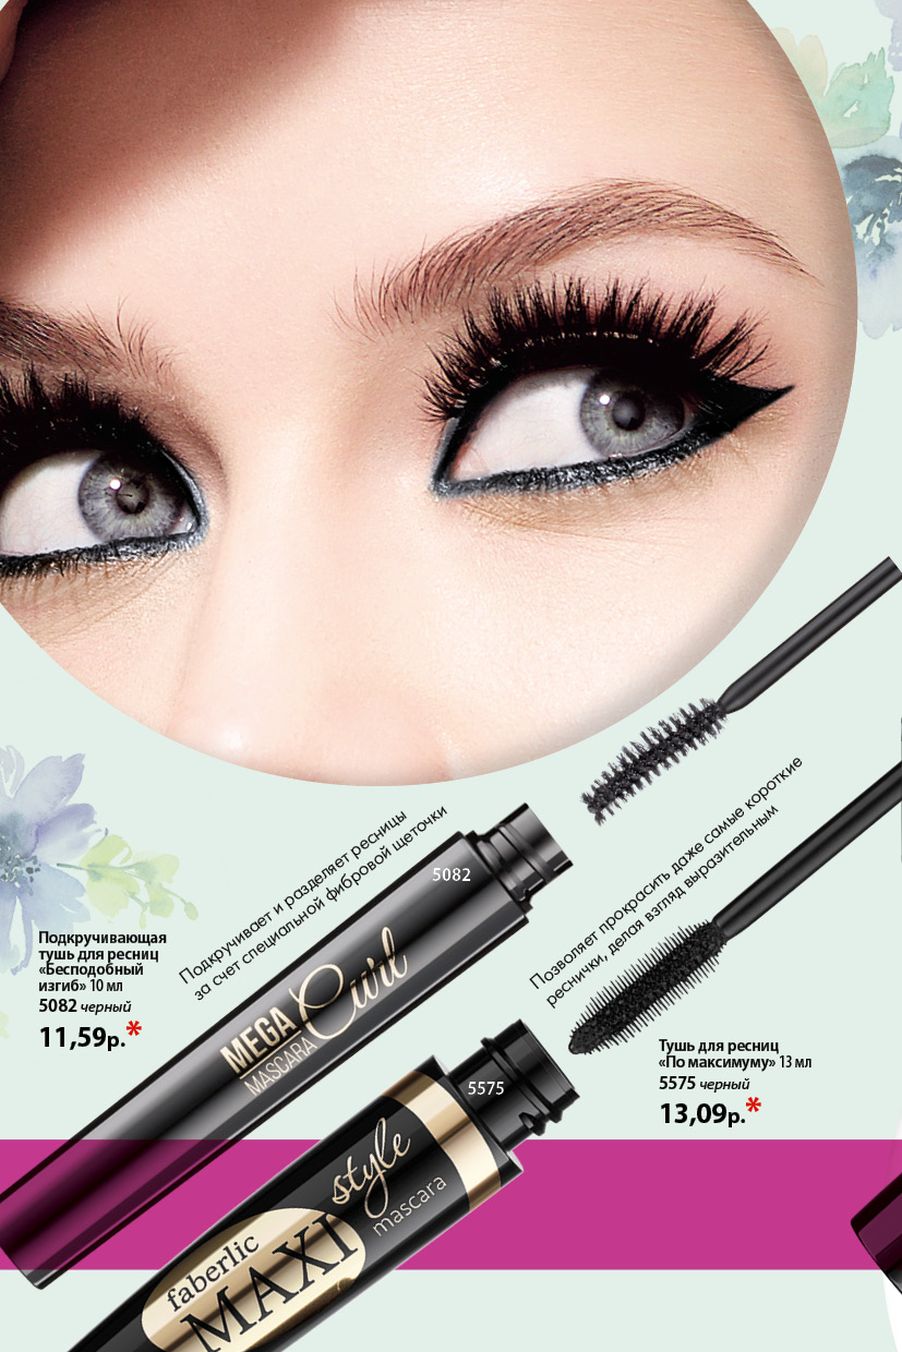 Подкручивает и разделяет ресницы
за счет специальной фибровой щеточки
5082
MEGA Curl
MASCARA
Подкручивающая
тушь для ресниц
«Бесподобный
изгиб» 10 мл
5082 черный
11,59р.*
Позволяет прокрасить даже самые короткие
реснички, делая взгляд выразительным
Тушь для ресниц
«По максимуму» 13 мл
5575 черный
13,09р.*
5575
style
mascara
faberlic
MAXI